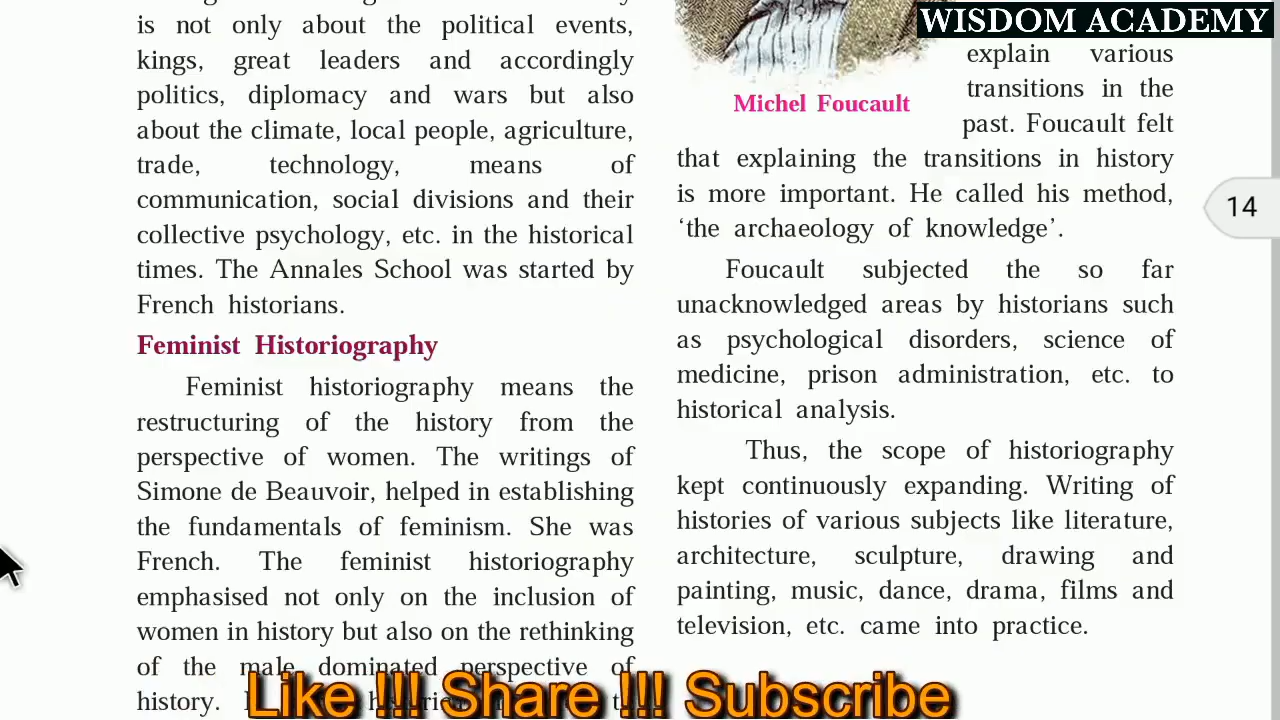 is not only about the political events,
kings, great leaders and accordingly
politics, diplomacy and wars but also
about the climate, local people, agriculture,
trade, technology, means of
communication, social divisions and their
collective psychology, etc. in the historical
times. The Annales School was started by
French historians.
Feminist Historiography
Feminist historiography means the
restructuring of the history from the
perspective of women. The writings of
Simone de Beauvoir, helped in establishing
the fundamentals of feminism. She was
French. The feminist historiography
emphasised not only on the inclusion of
women in history but also on the rethinking
of the male dominated perspective of
history.
WISDOM ACADEMY
Michel Foucault
explain various
transitions in the
past. Foucault felt
that explaining the transitions in history
is more important. He called his method,
‘the archaeology of knowledge’.
Foucault subjected the so far
unacknowledged areas by historians such
as psychological disorders, science of
medicine, prison administration, etc. to
historical analysis.
Thus, the scope of historiography
kept continuously expanding. Writing of
histories of various subjects like literature,
architecture, sculpture, drawing and
painting, music, dance, drama, films and
television, etc. came into practice.
14
Like !!! Share !!! Subscribe